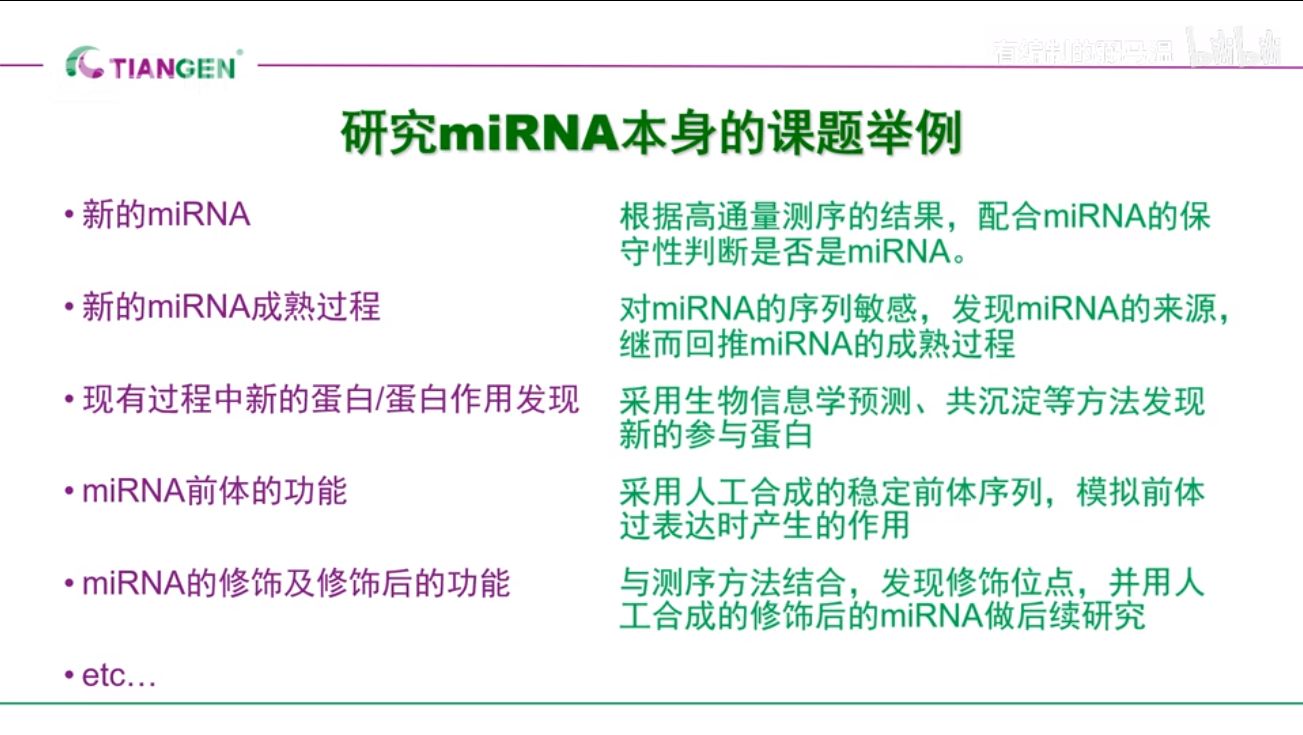 TIANGEN
bilibili
研究miRNA本身的课题举例
• 新的miRNA
根据高通量测序的结果，配合miRNA的保
守性判断是否是miRNA。
• 新的miRNA成熟过程
对miRNA的序列敏感，发现miRNA的来源，
继而回推miRNA的成熟过程
• 现有过程中新的蛋白/蛋白作用发现
采用生物信息学预测、共沉淀等方法发现
新的参与蛋白
• miRNA前体的功能
采用人工合成的稳定前体序列，模拟前体
过表达时产生的作用
• miRNA的修饰及修饰后的功能
与测序方法结合，发现修饰位点，并用人
工合成的修饰后的miRNA做后续研究
• etc…